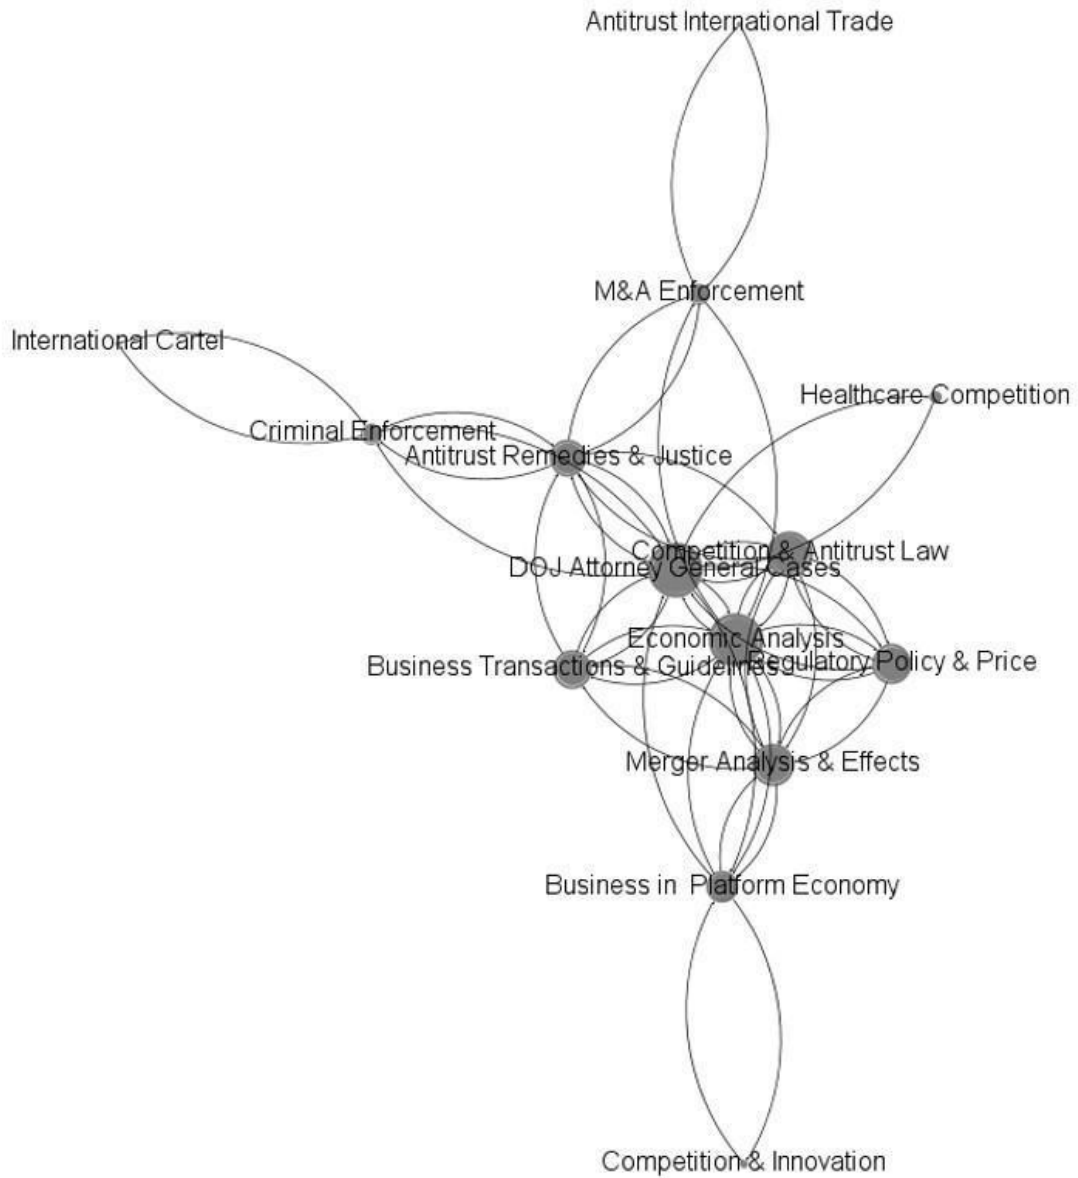 Antitrust International Trade
M&A Enforcement
International Cartel
Healthcare Competition
Criminal Enforcement
Antitrust Remedies & Justice
Competition & Antitrust Law
DOJ Attorney General Cases
Economic Analysis
Business Transactions & Guidelines
Regulatory Policy & Price
Merger Analysis & Effects
Business in Platform Economy
Competition & Innovation